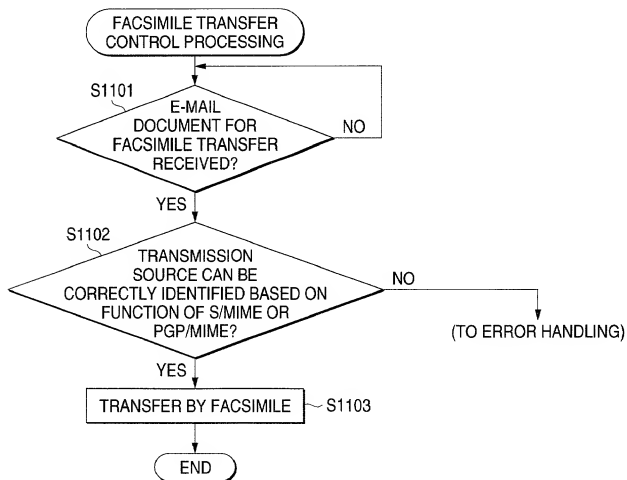 FACSIMILE TRANSFER
CONTROL PROCESSING
S1101
E-MAIL
DOCUMENT FOR
FACSIMILE TRANSFER
RECEIVED?
NO
YES
S1102
TRANSMISSION
SOURCE CAN BE
CORRECTLY IDENTIFIED BASED ON
FUNCTION OF S/MIME OR
PGP/MIME?
NO
(TO ERROR HANDLING)
YES
TRANSFER BY FACSIMILE
S1103
END